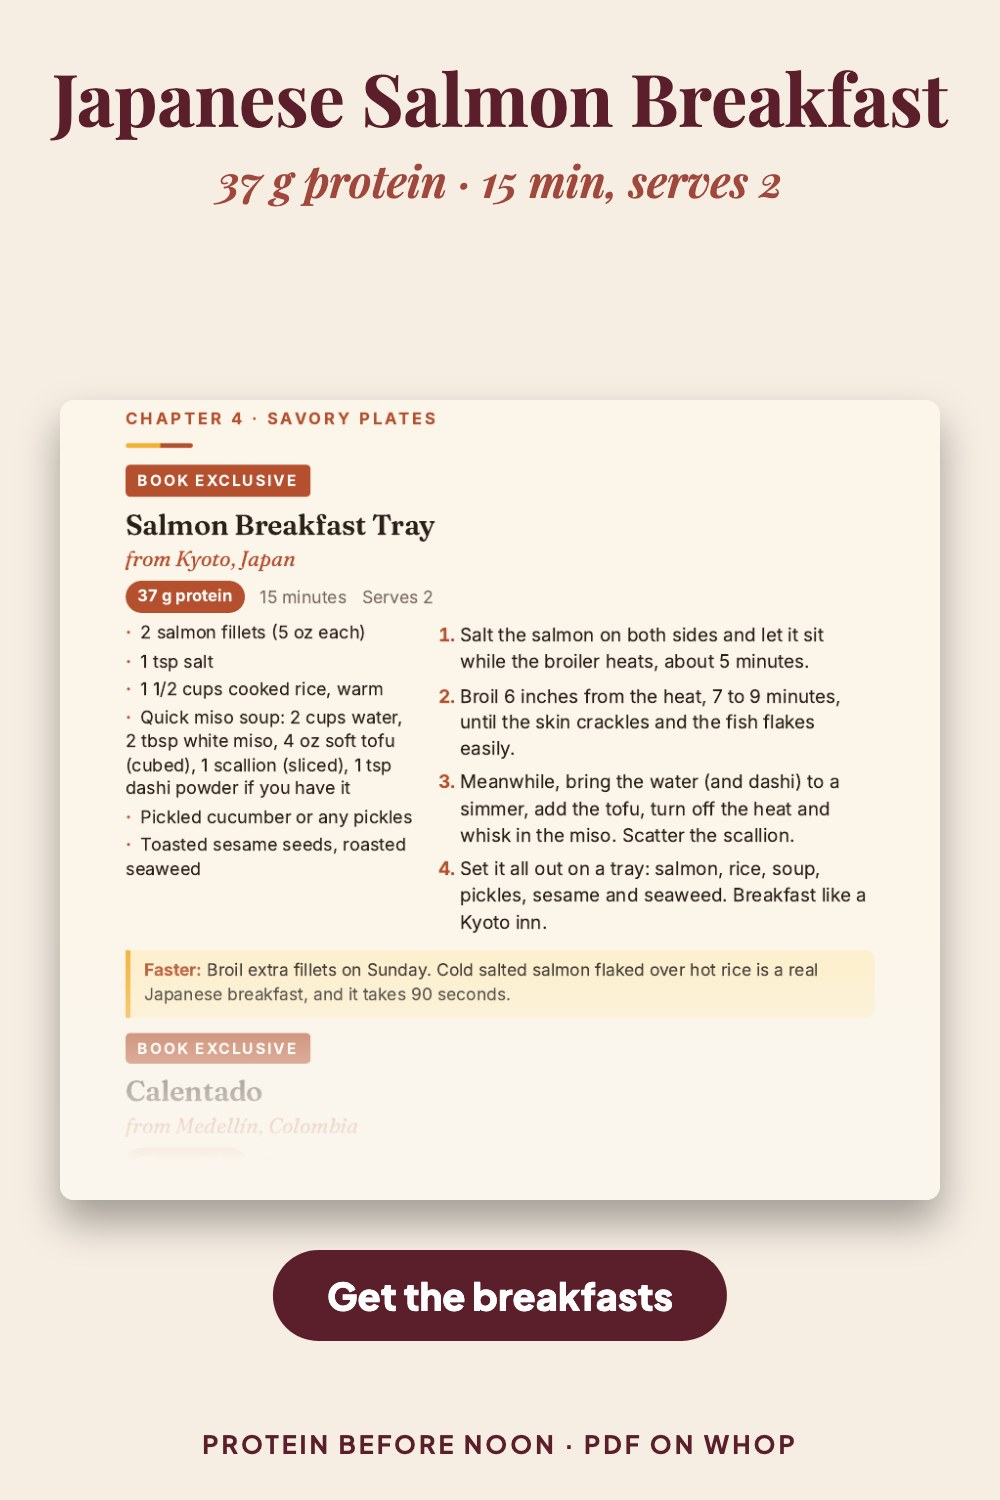 Japanese Salmon Breakfast
37 g protein · 15 min, serves 2
CHAPTER 4 · SAVORY PLATES
BOOK EXCLUSIVE
Salmon Breakfast Tray
from Kyoto, Japan
37 g protein 15 minutes Serves 2
· 2 salmon fillets (5 oz each)
· 1 tsp salt
· 1 1/2 cups cooked rice, warm
· Quick miso soup: 2 cups water,
2 tbsp white miso, 4 oz soft tofu
(cubed), 1 scallion (sliced), 1 tsp
dashi powder if you have it
· Pickled cucumber or any pickles
· Toasted sesame seeds, roasted
seaweed
1. Salt the salmon on both sides and let it sit
while the broiler heats, about 5 minutes.
2. Broil 6 inches from the heat, 7 to 9 minutes,
until the skin crackles and the fish flakes
easily.
3. Meanwhile, bring the water (and dashi) to a
simmer, add the tofu, turn off the heat and
whisk in the miso. Scatter the scallion.
4. Set it all out on a tray: salmon, rice, soup,
pickles, sesame and seaweed. Breakfast like a
Kyoto inn.
Faster: Broil extra fillets on Sunday. Cold salted salmon flaked over hot rice is a real
Japanese breakfast, and it takes 90 seconds.
BOOK EXCLUSIVE
Calentado
from Medellín, Colombia
Get the breakfasts
PROTEIN BEFORE NOON · PDF ON WHOP